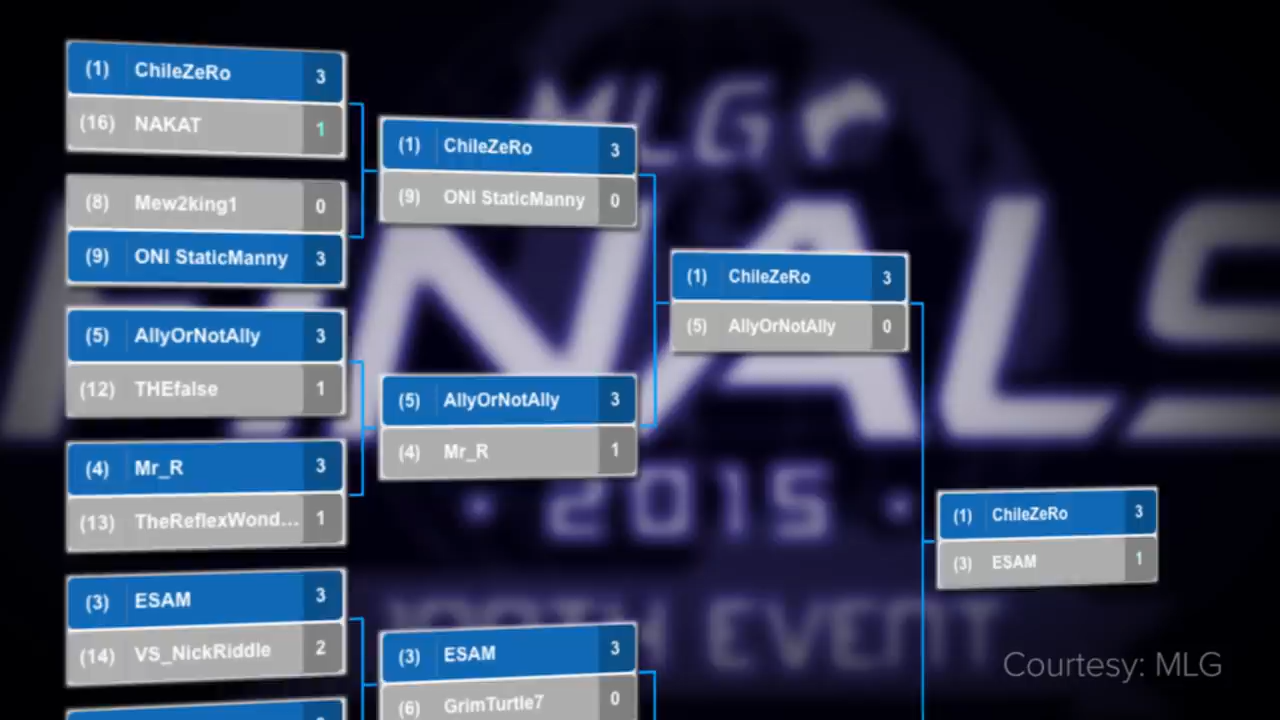 (1) ChileZeRo 3
(16) NAKAT 1
(8) Mew2king1 0
(9) ONI StaticManny 3
(5) AllyOrNotAlly 3
(12) THEfalse 1
(4) Mr_R 3
(13) TheReflexWond... 1
(3) ESAM 3
(14) VS_NickRiddle 2
(1) ChileZeRo 3
(9) ONI StaticManny 0
(5) AllyOrNotAlly 3
(4) Mr_R 1
(3) ESAM 3
(6) GrimTurtle7 0
(1) ChileZeRo 3
(5) AllyOrNotAlly 0
(1) ChileZeRo 3
(3) ESAM 1
MLG
FINALS
· 2015 ·
100TH EVENT
Courtesy: MLG